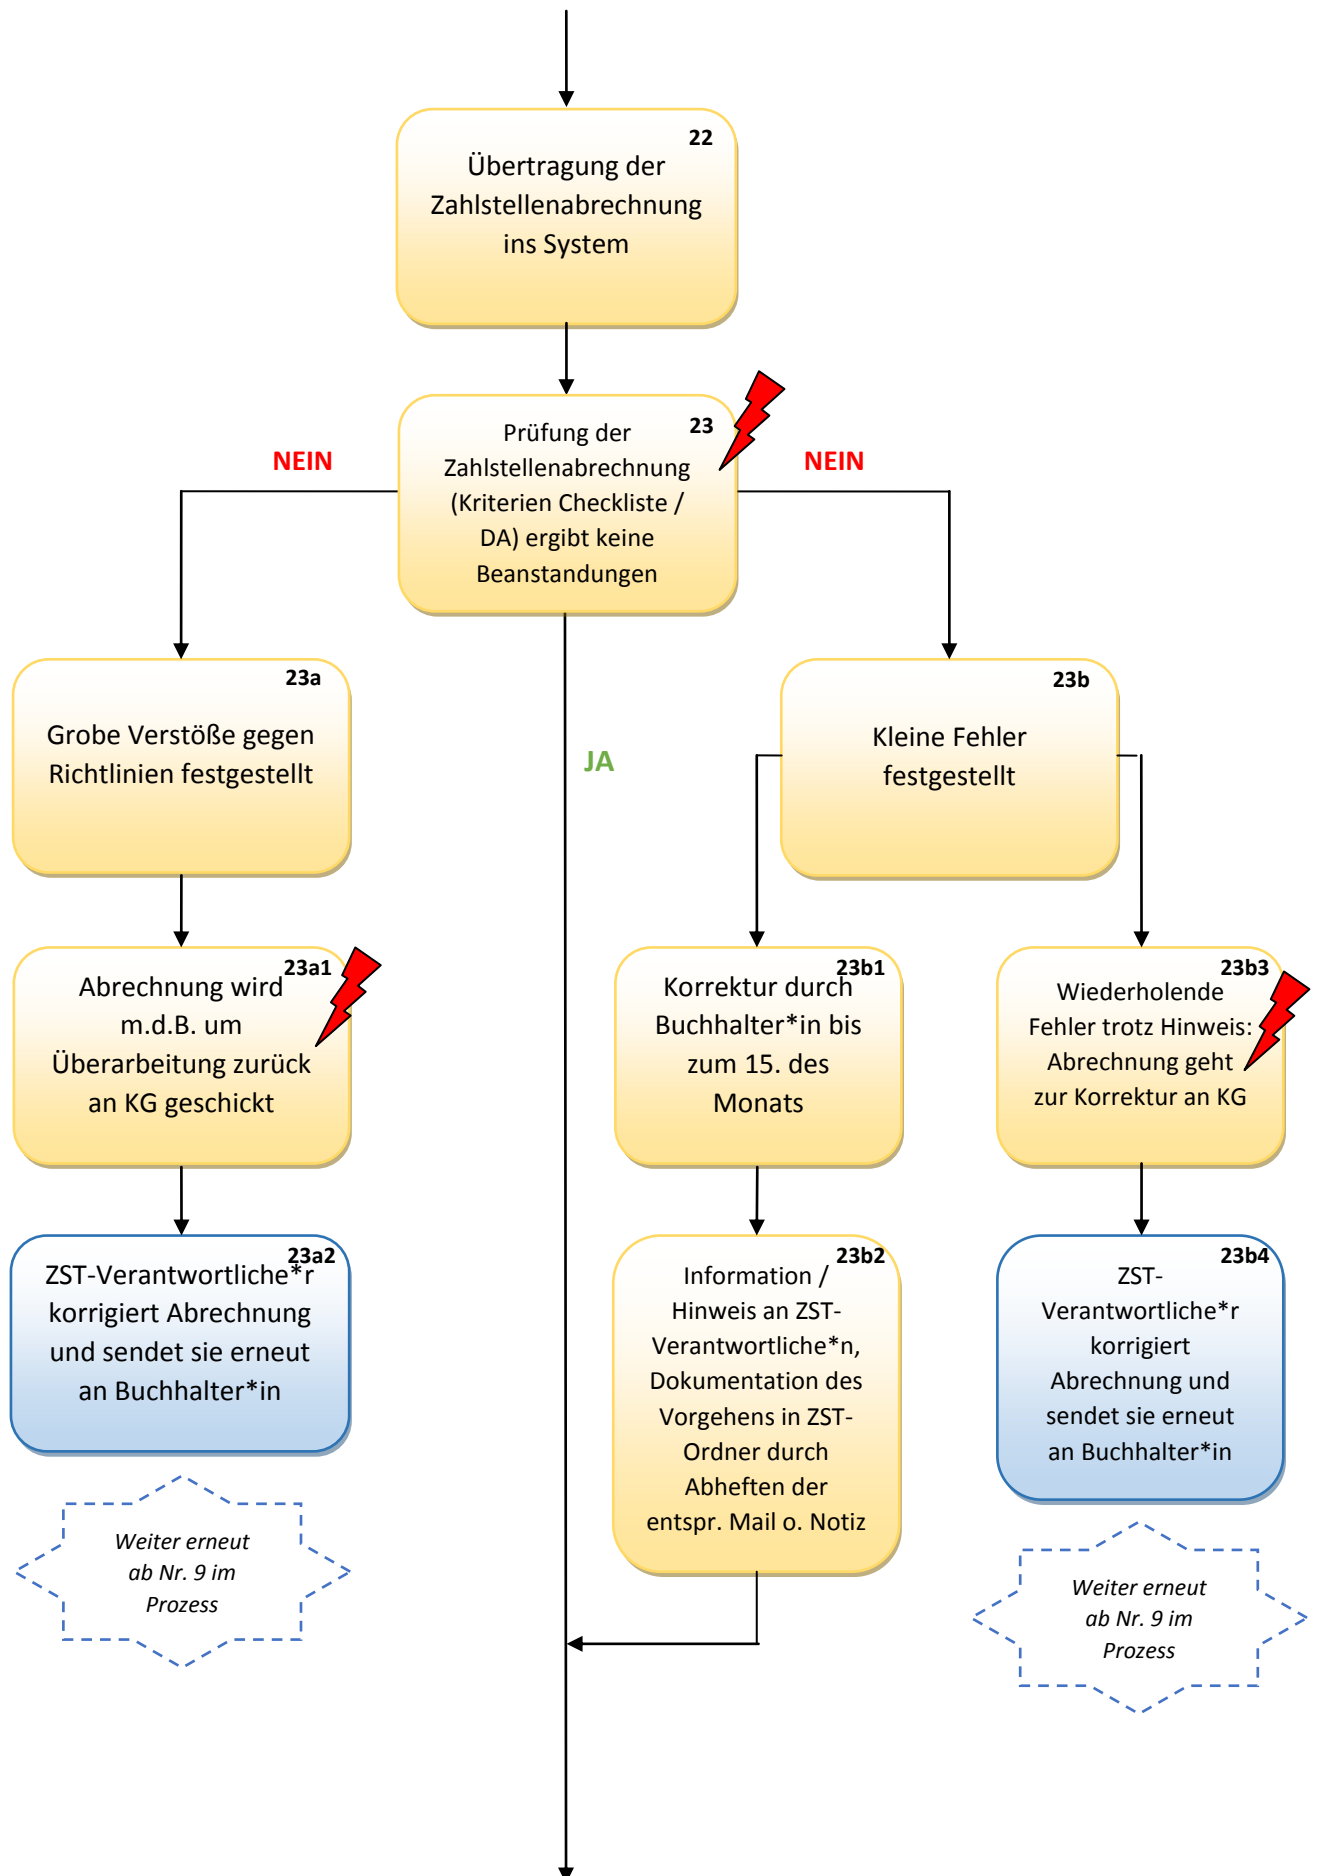 22
Übertragung der
Zahlstellenabrechnung
ins System
23
Prüfung der
Zahlstellenabrechnung
(Kriterien Checkliste /
DA) ergibt keine
Beanstandungen
NEIN
NEIN
JA
23a
Grobe Verstöße gegen
Richtlinien festgestellt
23b
Kleine Fehler
festgestellt
23a1
Abrechnung wird
m.d.B. um
Überarbeitung zurück
an KG geschickt
23b1
Korrektur durch
Buchhalter*in bis
zum 15. des
Monats
23b3
Wiederholende
Fehler trotz Hinweis:
Abrechnung geht
zur Korrektur an KG
23a2
ZST-Verantwortliche*r
korrigiert Abrechnung
und sendet sie erneut
an Buchhalter*in
23b2
Information /
Hinweis an ZST-
Verantwortliche*n,
Dokumentation des
Vorgehens in ZST-
Ordner durch
Abheften der
entspr. Mail o. Notiz
23b4
ZST-
Verantwortliche*r
korrigiert
Abrechnung und
sendet sie erneut
an Buchhalter*in
Weiter erneut
ab Nr. 9 im
Prozess
Weiter erneut
ab Nr. 9 im
Prozess